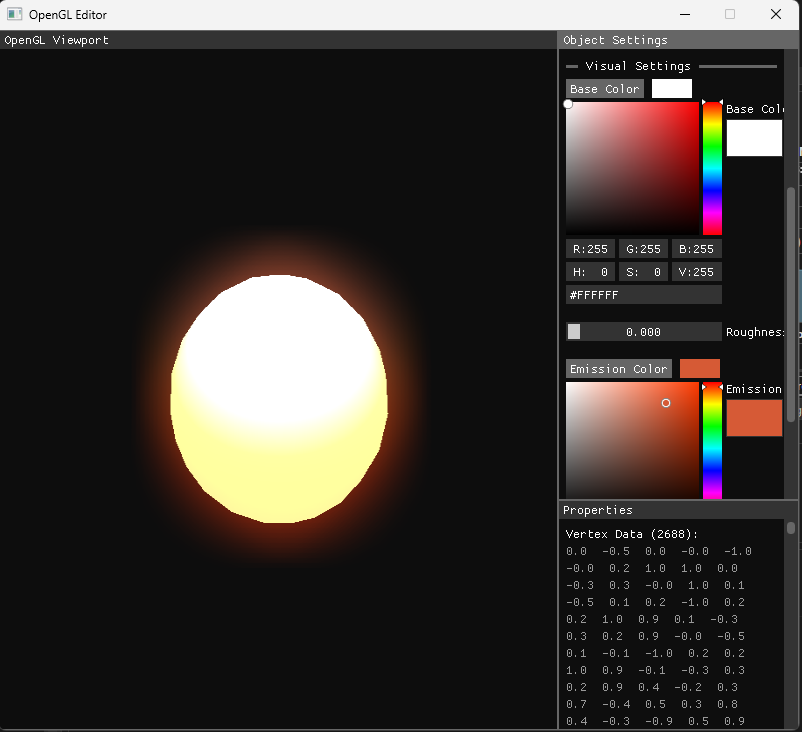 OpenGL Editor
OpenGL Viewport
Object Settings
Visual Settings
Base Color
Base Col
R:255 G:255 B:255
H: 0 S: 0 V:255
#FFFFFF
0.000 Roughness
Emission Color
Emission
Properties
Vertex Data (2688):
0.0 -0.5 0.0 -0.0 -1.0
-0.0 0.2 1.0 1.0 0.0
-0.3 0.3 -0.0 1.0 0.1
-0.5 0.1 0.2 -1.0 0.2
0.2 1.0 0.9 0.1 -0.3
0.3 0.2 0.9 -0.0 -0.5
0.1 -0.1 -1.0 0.2 0.2
1.0 0.9 -0.1 -0.3 0.3
0.2 0.9 0.4 -0.2 0.3
0.7 -0.4 0.5 0.3 0.8
0.4 -0.3 -0.9 0.5 0.9